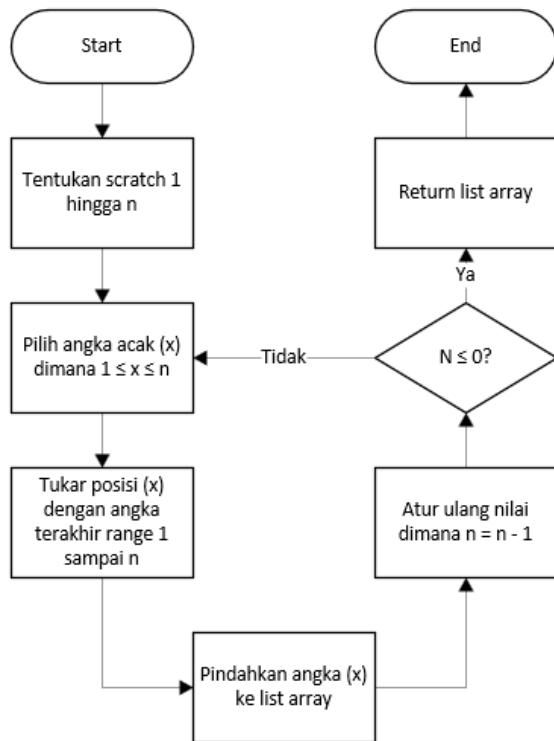 Start
Tentukan scratch 1
hingga n
Pilih angka acak (x)
dimana 1 ≤ x ≤ n
Tukar posisi (x)
dengan angka
terakhir range 1
sampai n
Pindahkan angka (x)
ke list array
Atur ulang nilai
dimana n = n - 1
N ≤ 0?
Tidak
Ya
Return list array
End